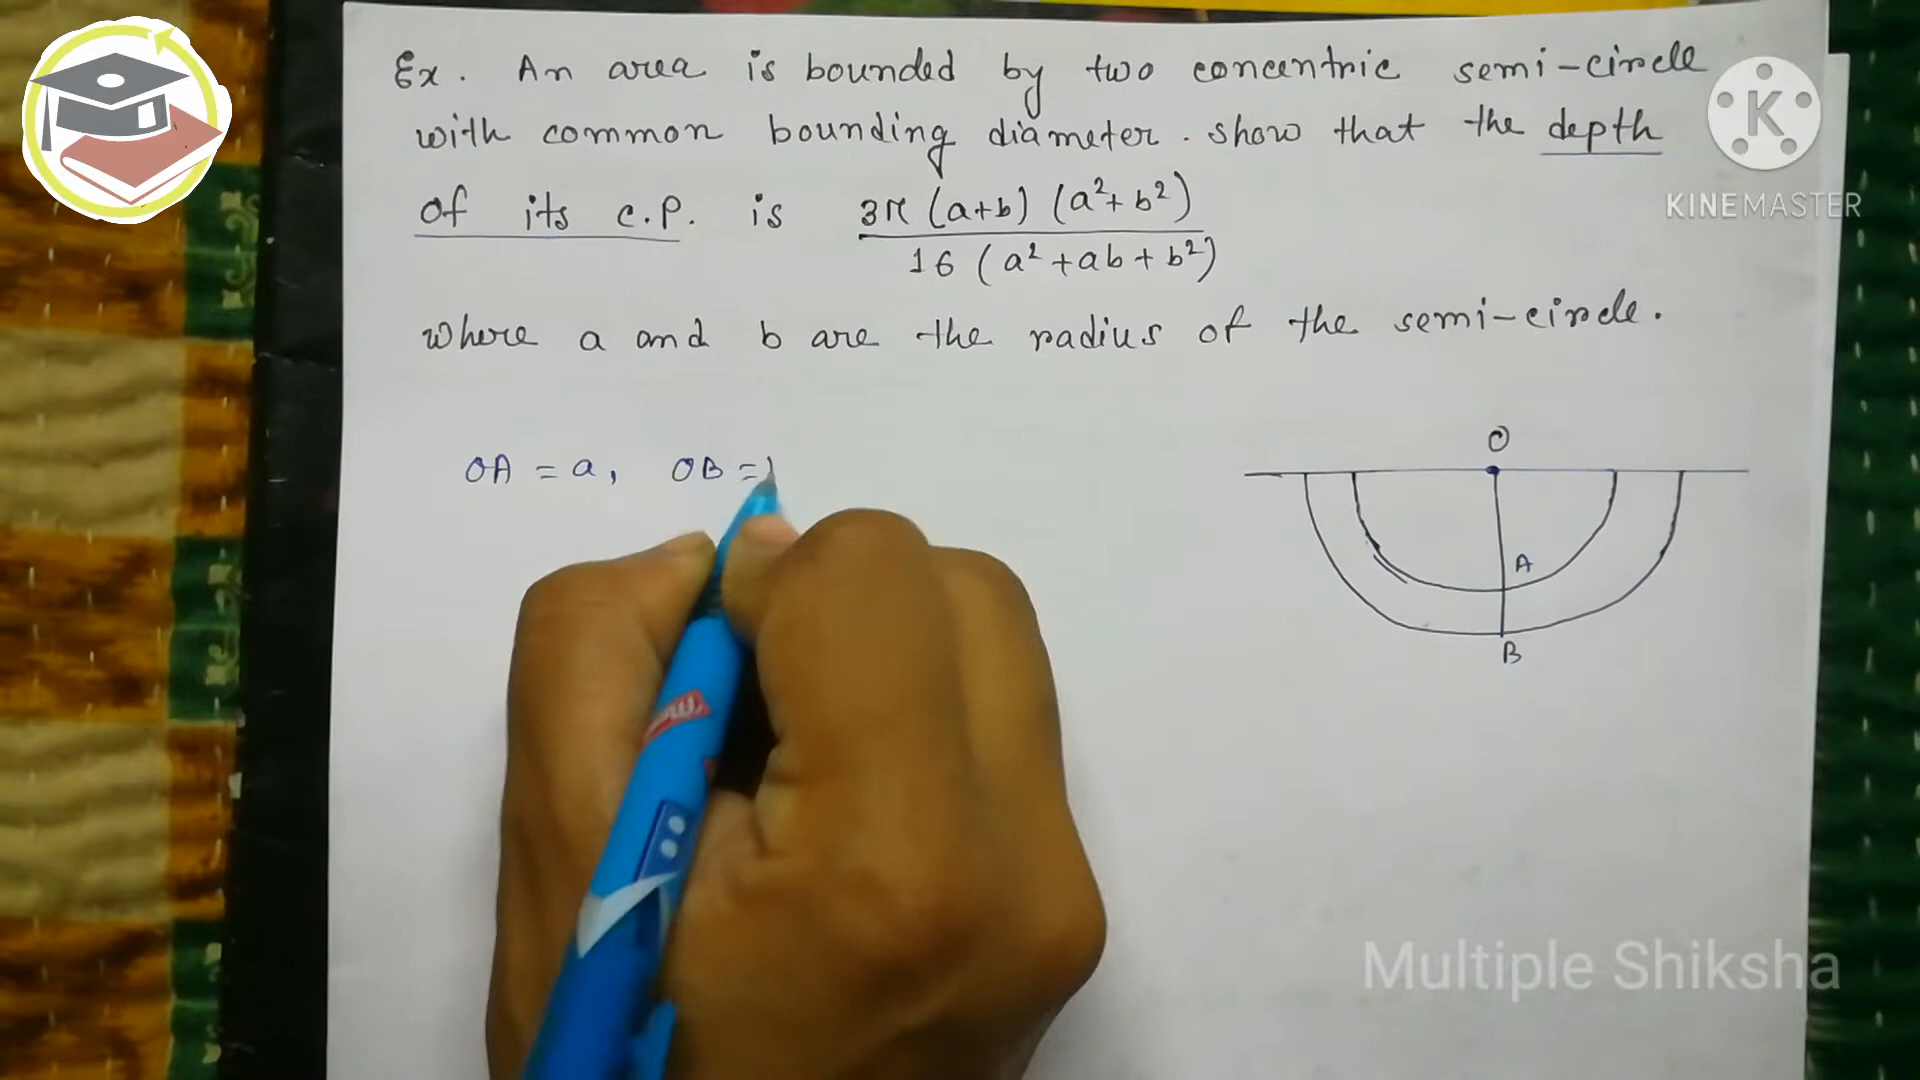 Ex. An area is bounded by two concentric semi-circle
with common bounding diameter. show that the depth
of its c.p. is 3π (a+b) (a²+b²)
16 (a²+ab+b²)
where a and b are the radius of the semi-circle.
OA = a, OB =
O
A
B
K
KINEMASTER
Multiple Shiksha